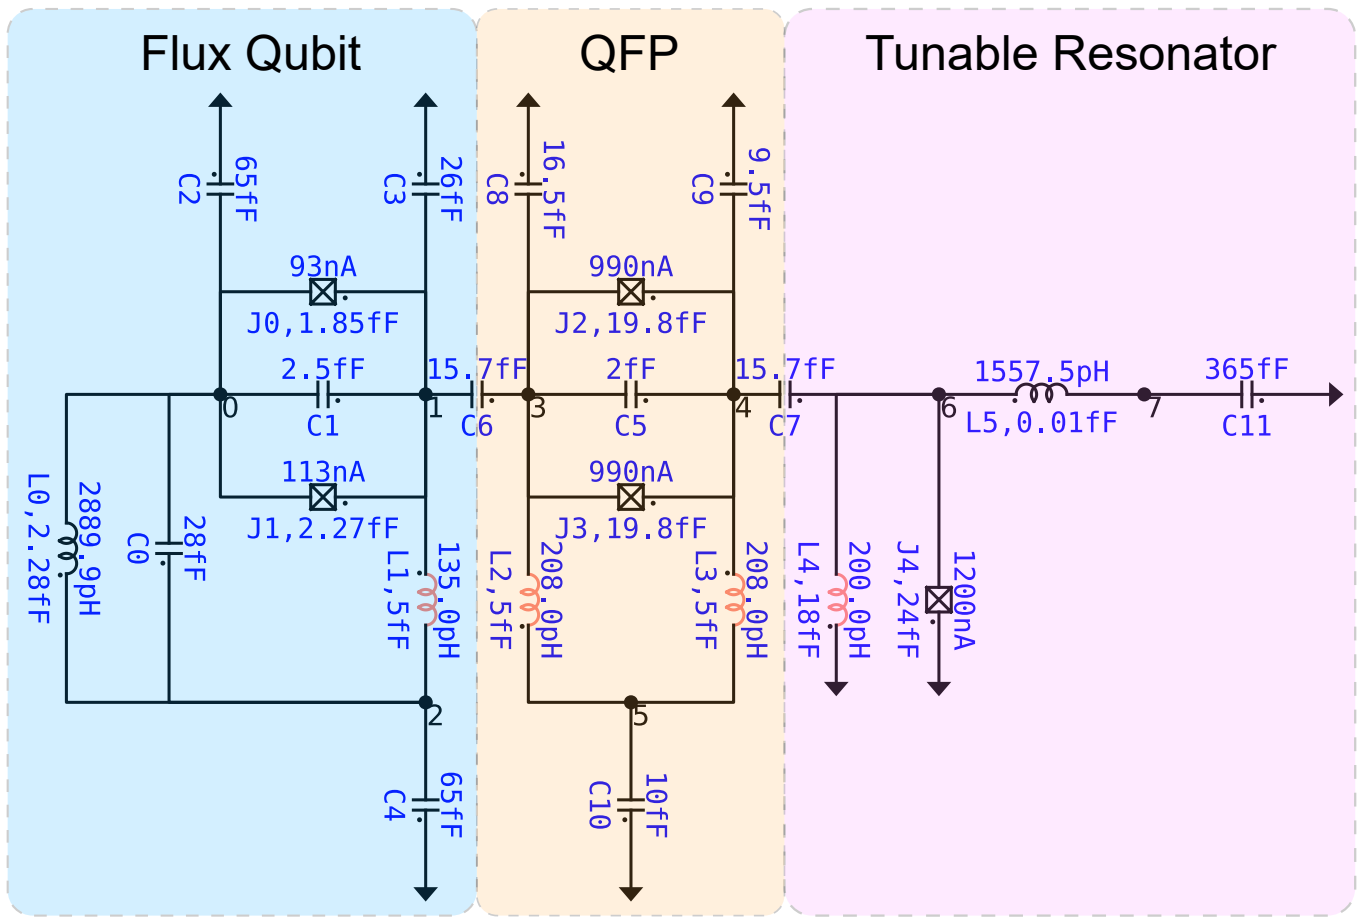 Flux Qubit
QFP
Tunable Resonator
C2
65fF
C3
26fF
C8
16.5fF
C9
9.5fF
93nA
J0,1.85fF
990nA
J2,19.8fF
2.5fF
C1
15.7fF
C6
2fF
C5
15.7fF
C7
1557.5pH
L5,0.01fF
365fF
C11
0
1
3
4
6
7
113nA
J1,2.27fF
990nA
J3,19.8fF
L0,2.28fF
2889.9pH
C0
28fF
L1,5fF
135.0pH
L2,5fF
208.0pH
L3,5fF
208.0pH
L4,18fF
200.0pH
J4,24fF
1200nA
2
5
C4
65fF
C10
10fF